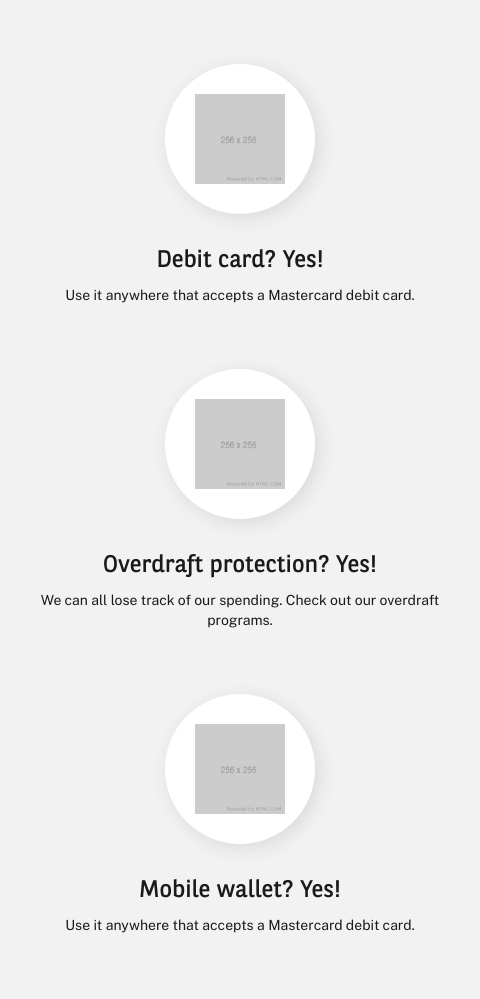 256 x 256
Powered by HTML.COM
Debit card? Yes!
Use it anywhere that accepts a Mastercard debit card.
256 x 256
Powered by HTML.COM
Overdraft protection? Yes!
We can all lose track of our spending. Check out our overdraft
programs.
256 x 256
Powered by HTML.COM
Mobile wallet? Yes!
Use it anywhere that accepts a Mastercard debit card.